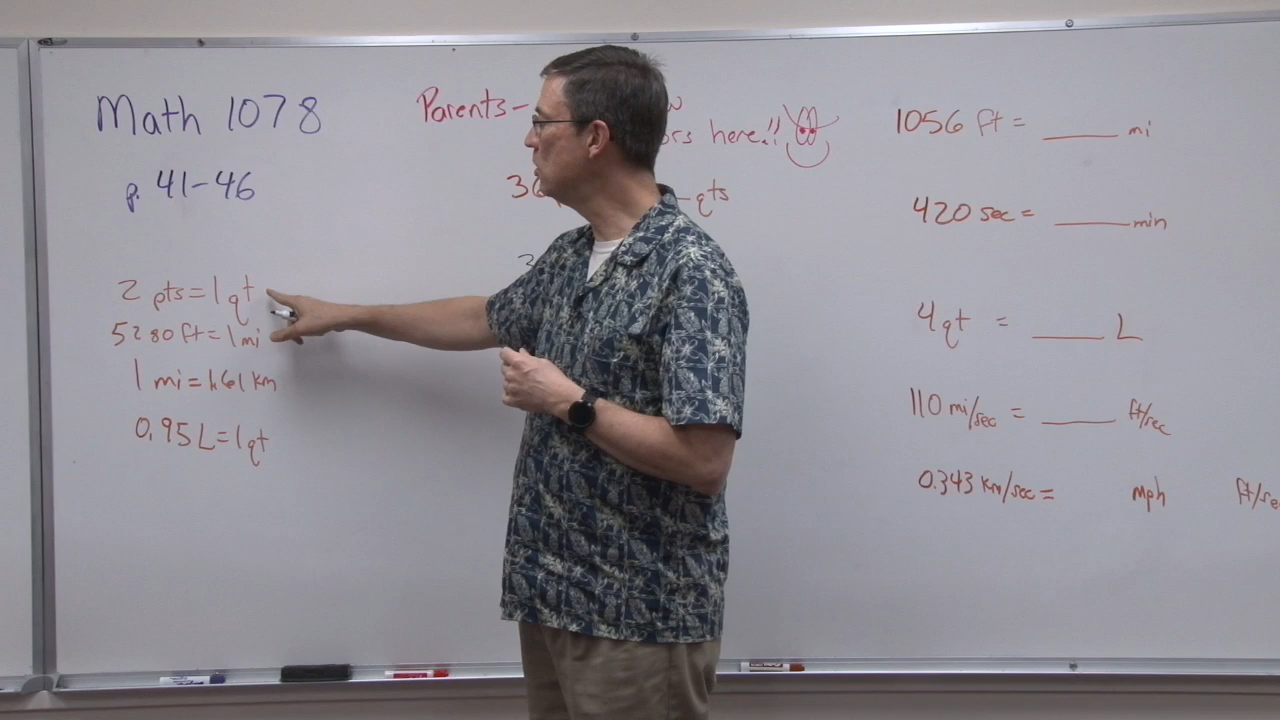 Math 1078
p. 41-46
2 pts = 1 qt
5280 ft = 1 mi
1 mi = 1.61 km
0.95 L = 1 qt
Parents-
here!!
qts
1056 ft = ____ mi
420 sec = ____ min
4 qt = ____ L
110 mi/sec = ____ ft/sec
0.343 km/sec = mph